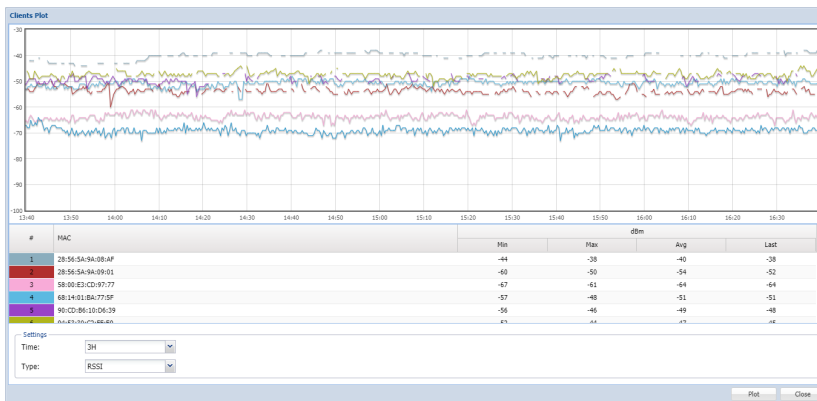 Clients Plot
-30
-40
-50
-60
-70
-80
-90
-100
13:40 13:50 14:00 14:10 14:20 14:30 14:40 14:50 15:00 15:10 15:20 15:30 15:40 15:50 16:00 16:10 16:20 16:30
# MAC dBm
Min Max Avg Last
1 28:56:5A:9A:08:AF -44 -38 -40 -38
2 28:56:5A:9A:09:01 -60 -50 -54 -52
3 58:00:E3:CD:97:77 -67 -61 -64 -64
4 68:14:01:BA:77:5F -57 -48 -51 -51
5 90:CD:B6:10:D6:39 -56 -46 -49 -48
-52 -44 -47 -45
Settings
Time: 3H
Type: RSSI
Plot Close